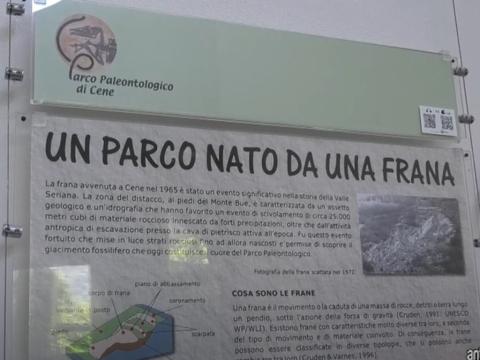 Parco Paleontologico
di Cene
UN PARCO NATO DA UNA FRANA
La frana avvenuta a Cene nel 1965 è stato un evento significativo nella storia della Valle
Seriana. La zona del distacco, ai piedi del Monte Bue, è caratterizzata da un assetto
geologico e un'idrografia che hanno favorito un evento di scivolamento di circa 25.000
metri cubi di materiale roccioso innescato da forti precipitazioni, oltre che dall'attività
antropica di escavazione presso la cava di pietrisco attiva all'epoca. Fu questo evento
fortuito che mise in luce strati rocciosi fino ad allora nascosti e permise di scoprire il
giacimento fossilifero che oggi costituisce il cuore del Parco Paleontologico.
Fotografia della frana scattata nel 1972
piano di abbassamento
corpo di frana
coronamento
scarpata
COSA SONO LE FRANE
Una frana è il movimento o la caduta di una massa di rocce, detriti o terra lungo
un pendio, sotto l'azione della forza di gravità (Cruden, 1991; UNESCO
WP/WLI). Esistono frane con caratteristiche molto diverse tra loro, a seconda
del tipo di movimento e di materiale coinvolto. Di conseguenza, le frane
possono essere classificate in diverse tipologie, che si possono anche
(Cruden & Varnes, 1996)